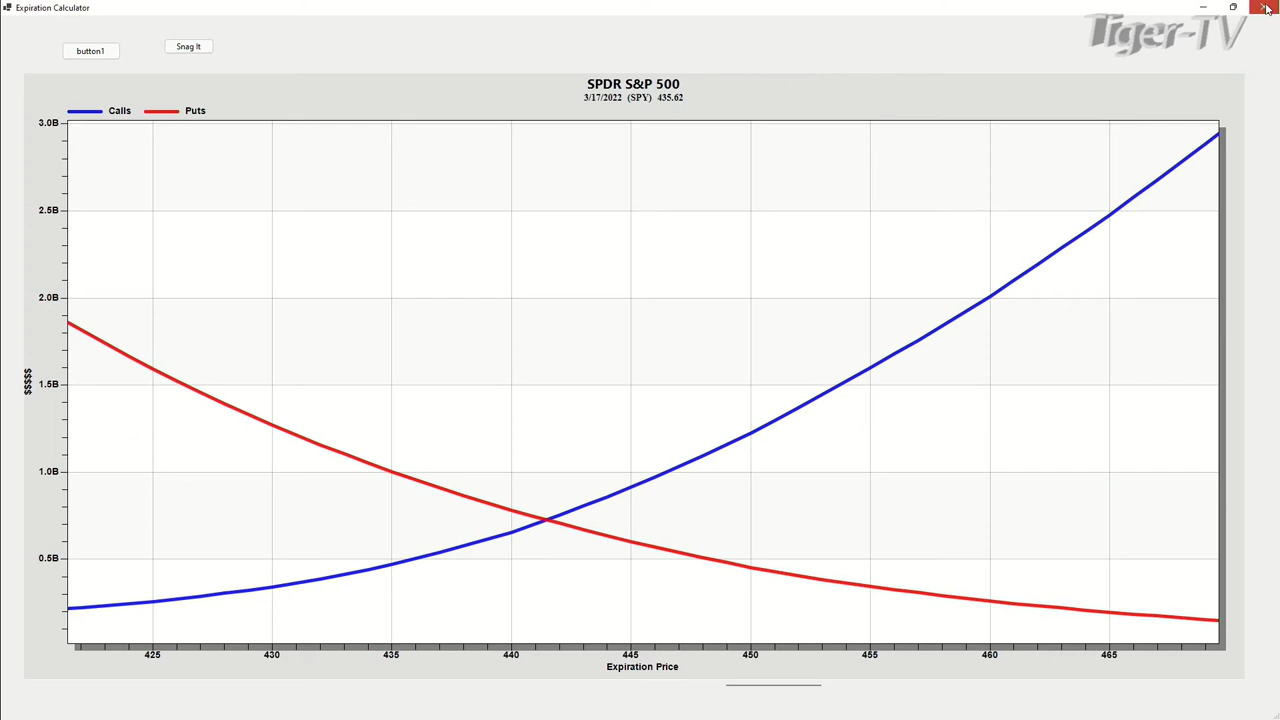 Expiration Calculator
Tiger-TV
button1
Snag It
SPDR S&P 500
3/17/2022 (SPY) 435.62
Calls Puts
3.0B
2.5B
2.0B
1.5B
1.0B
0.5B
$$$$$
425 430 435 440 445 450 455 460 465
Expiration Price